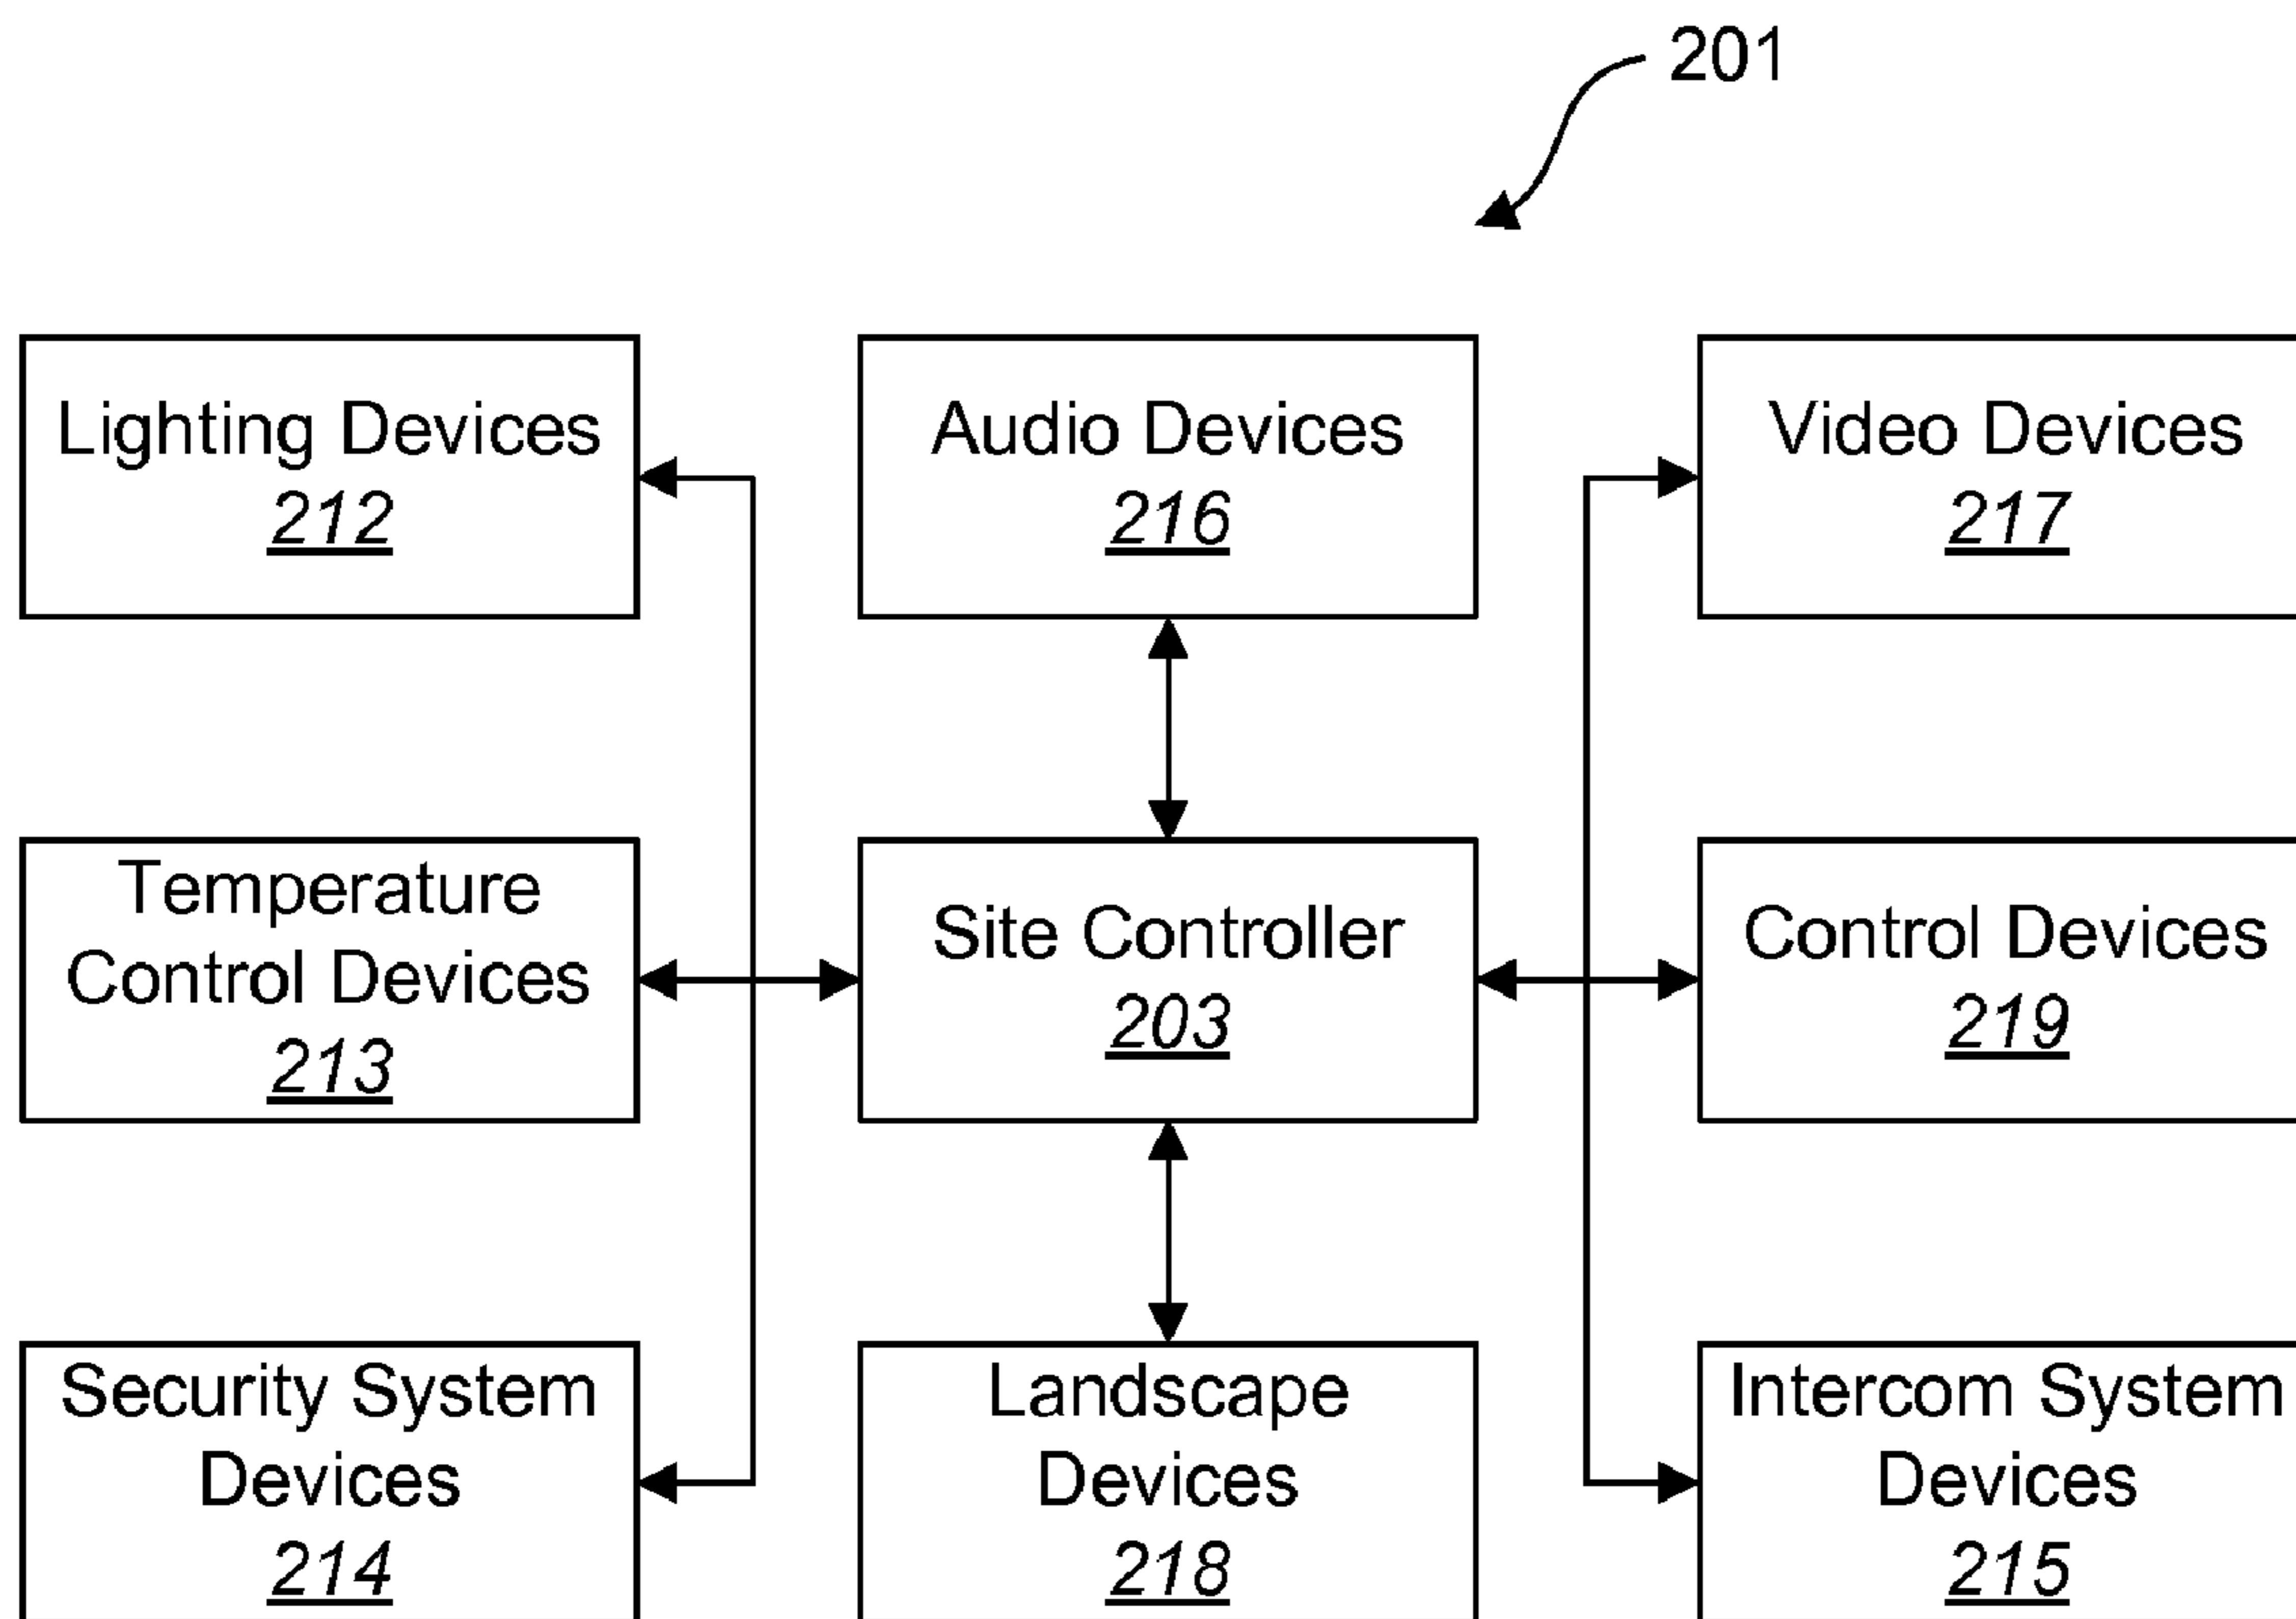 201
Lighting Devices
212
Audio Devices
216
Video Devices
217
Temperature
Control Devices
213
Site Controller
203
Control Devices
219
Security System
Devices
214
Landscape
Devices
218
Intercom System
Devices
215